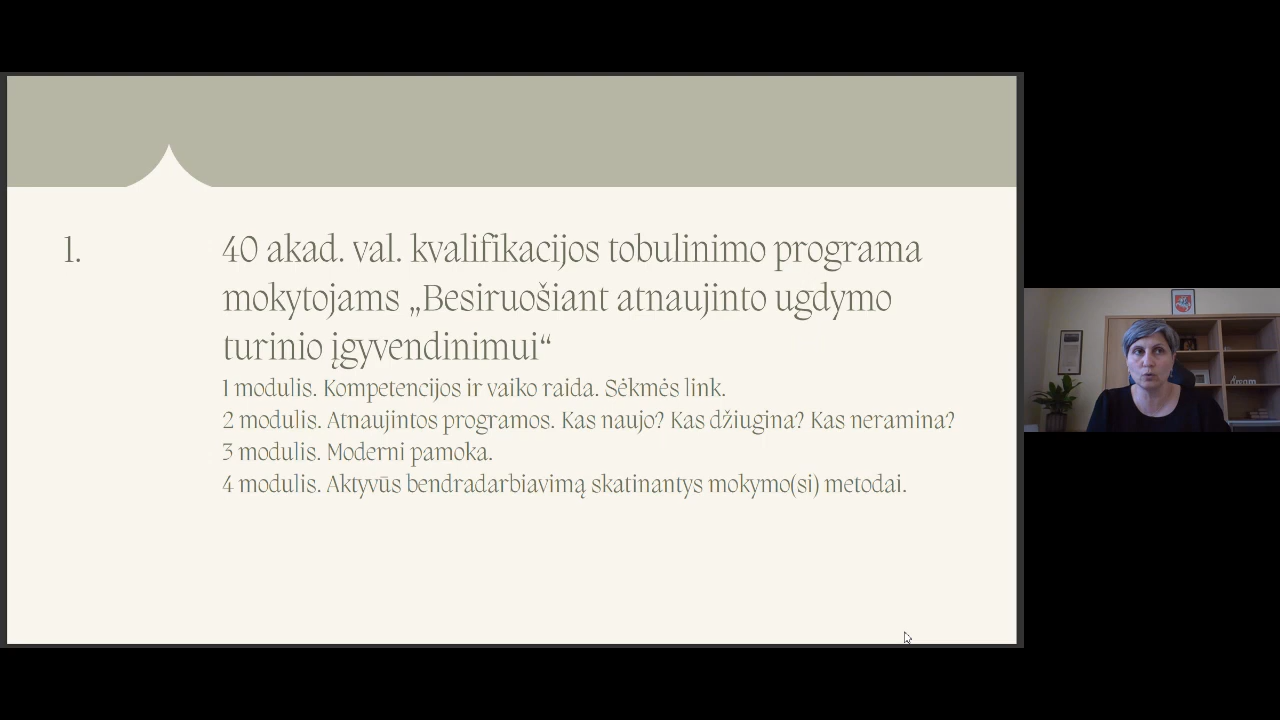 1.
40 akad. val. kvalifikacijos tobulinimo programa
mokytojams „Besiruošiant atnaujinto ugdymo
turinio įgyvendinimui“
1 modulis. Kompetencijos ir vaiko raida. Sėkmės link.
2 modulis. Atnaujintos programos. Kas naujo? Kas džiugina? Kas neramina?
3 modulis. Moderni pamoka.
4 modulis. Aktyvūs bendradarbiavimą skatinantys mokymo(si) metodai.
dream